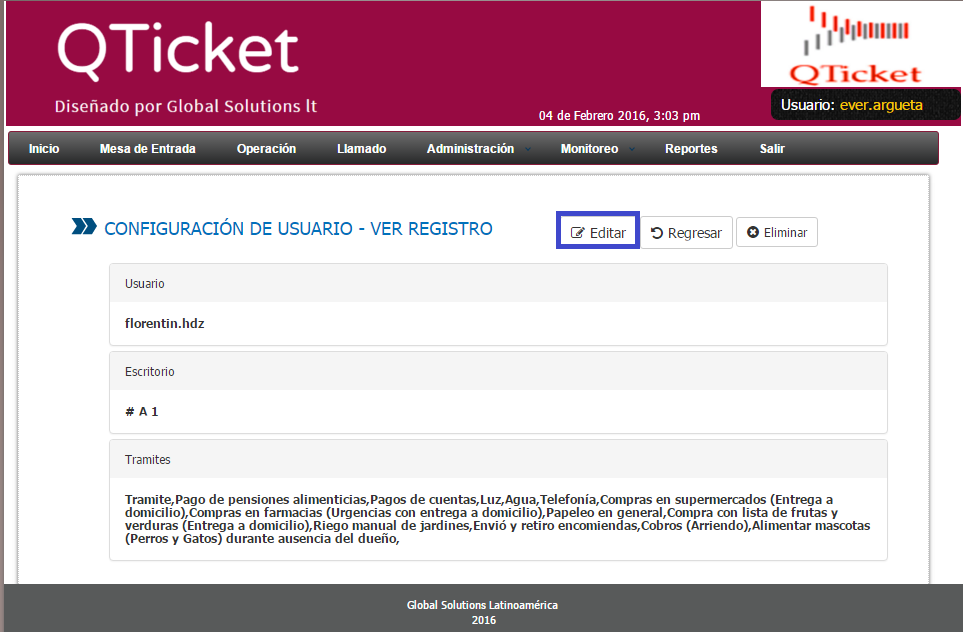 QTicket
Diseñado por Global Solutions lt
04 de Febrero 2016, 3:03 pm
QTicket
Usuario: ever.argueta
Inicio Mesa de Entrada Operación Llamado Administración Monitoreo Reportes Salir
CONFIGURACIÓN DE USUARIO - VER REGISTRO Editar Regresar Eliminar
Usuario
florentin.hdz
Escritorio
# A 1
Tramites
Tramite,Pago de pensiones alimenticias,Pagos de cuentas,Luz,Agua,Telefonía,Compras en supermercados (Entrega a
domicilio),Compras en farmacias (Urgencias con entrega a domicilio),Papeleo en general,Compra con lista de frutas y
verduras (Entrega a domicilio),Riego manual de jardines,Envió y retiro encomiendas,Cobros (Arriendo),Alimentar mascotas
(Perros y Gatos) durante ausencia del dueño,
Global Solutions Latinoamérica
2016